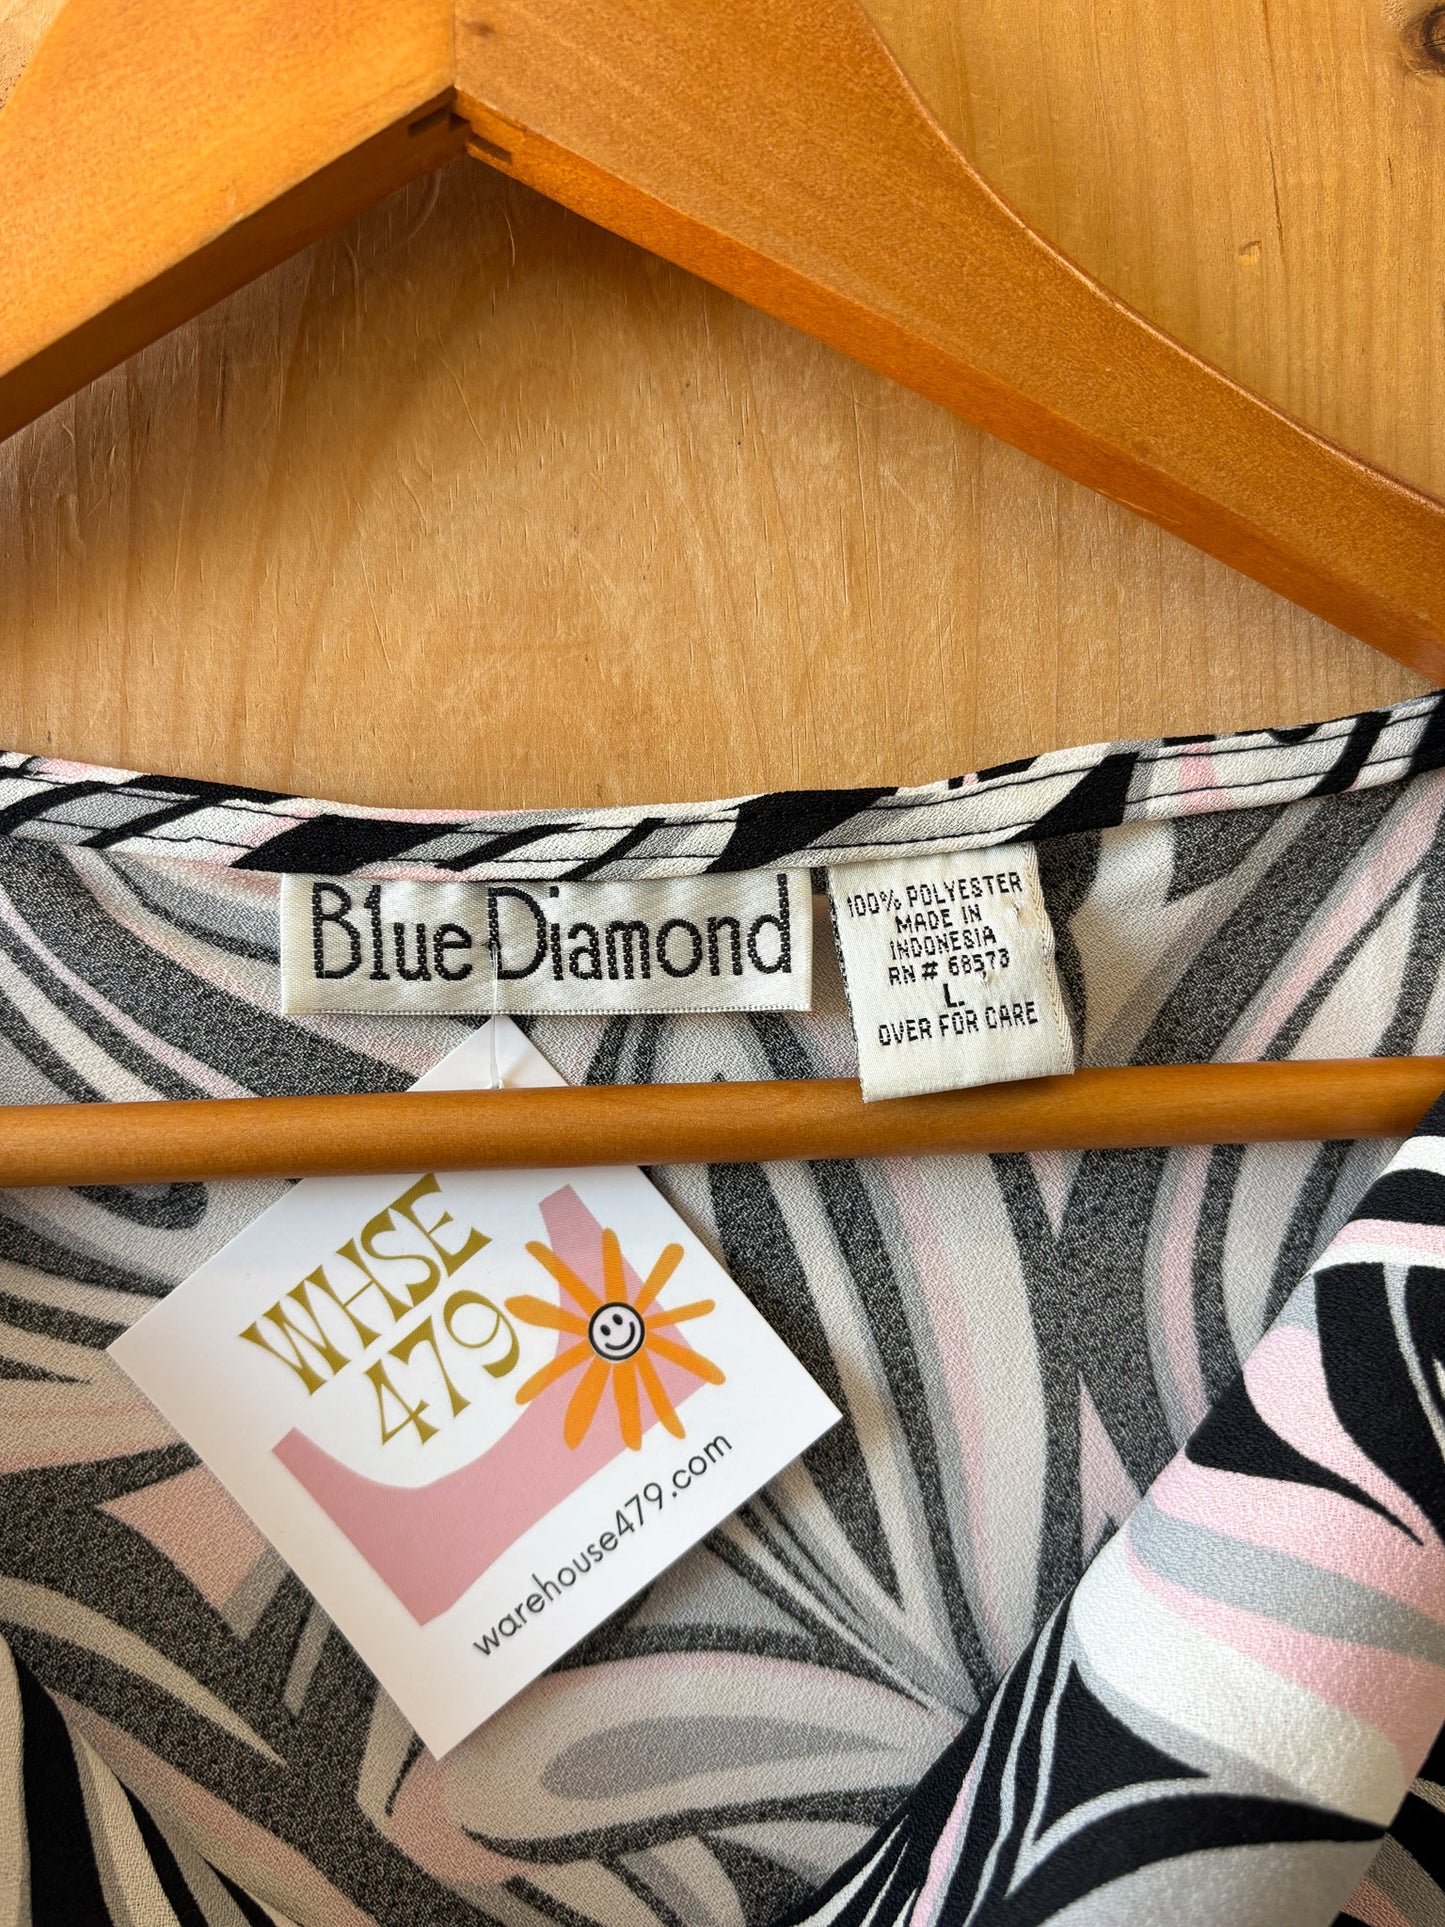 Blue Diamond
100% POLYESTER
MADE IN
INDONESIA
RN # 68573
L.
OVER FOR CARE
WHSE
479
warehouse479.com